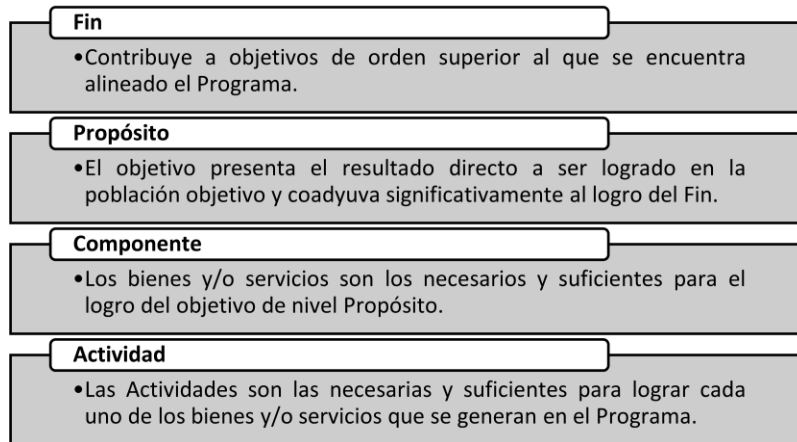 Fin
•Contribuye a objetivos de orden superior al que se encuentra
alineado el Programa.
Propósito
•El objetivo presenta el resultado directo a ser logrado en la
población objetivo y coadyuva significativamente al logro del Fin.
Componente
•Los bienes y/o servicios son los necesarios y suficientes para el
logro del objetivo de nivel Propósito.
Actividad
•Las Actividades son las necesarias y suficientes para lograr cada
uno de los bienes y/o servicios que se generan en el Programa.